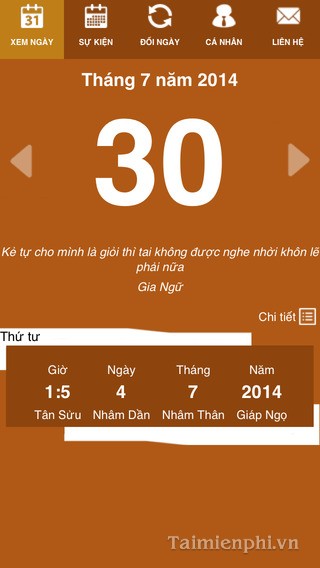 31
XEM NGÀY
SỰ KIỆN
ĐỔI NGÀY
CÁ NHÂN
LIÊN HỆ
Tháng 7 năm 2014
30
Kẻ tự cho mình là giỏi thì tai không được nghe nhời khôn lẽ
phải nữa
Gia Ngữ
Chi tiết
Thứ tư
Giờ Ngày Tháng Năm
1:5 4 7 2014
Tân Sửu Nhâm Dần Nhâm Thân Giáp Ngọ
Taimienphi.vn